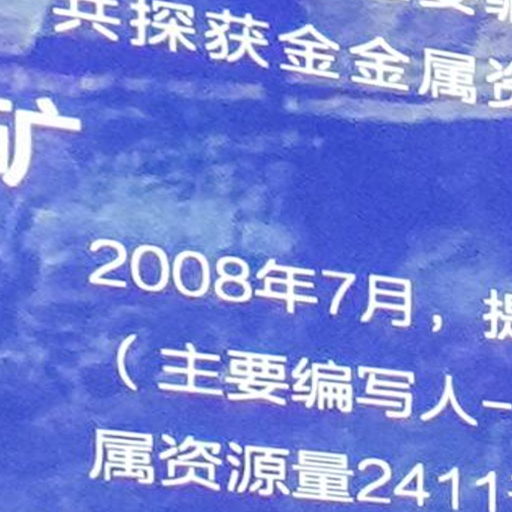 共探获金金属资
矿
2008年7月，提
（主要编写人
属资源量2411